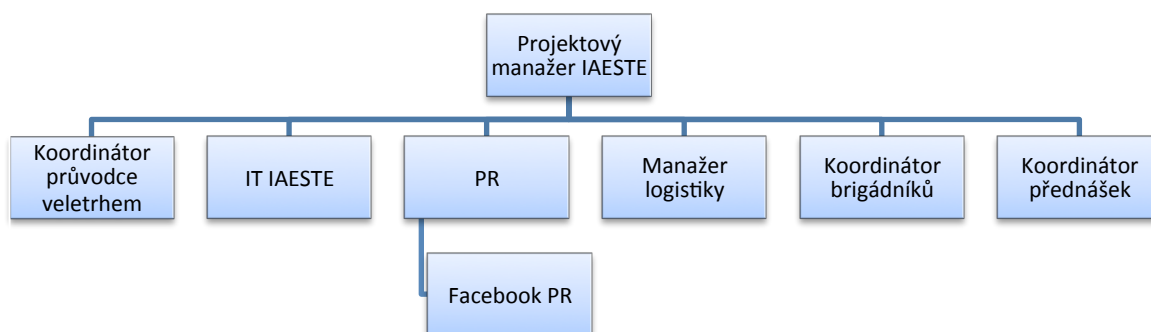 Projektový
manažer IAESTE
Koordinátor
průvodce
veletrhem
IT IAESTE
PR
Manažer
logistiky
Koordinátor
brigádníků
Koordinátor
přednášek
Facebook PR